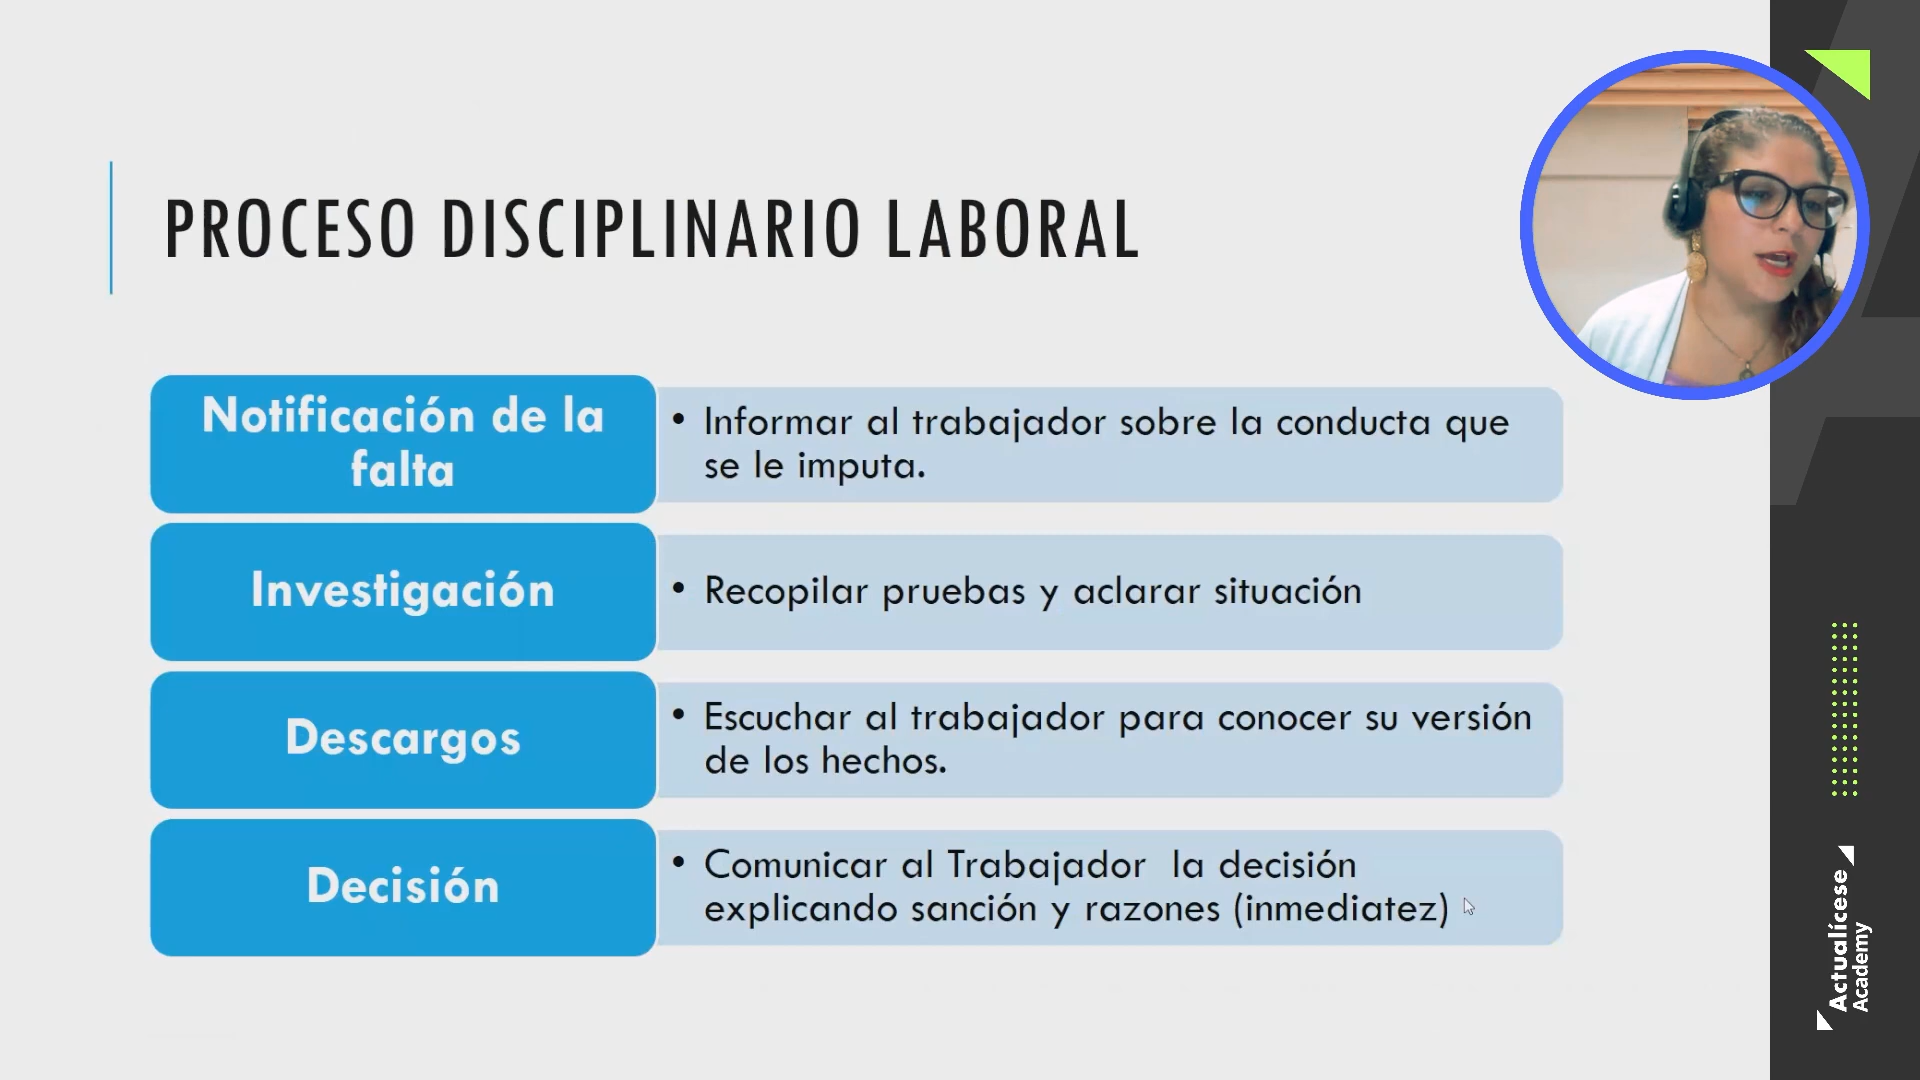 PROCESO DISCIPLINARIO LABORAL
Notificación de la
falta
• Informar al trabajador sobre la conducta que
se le imputa.
Investigación
• Recopilar pruebas y aclarar situación
Descargos
• Escuchar al trabajador para conocer su versión
de los hechos.
Decisión
• Comunicar al Trabajador  la decisión
explicando sanción y razones (inmediatez)
Actualícese
Academy